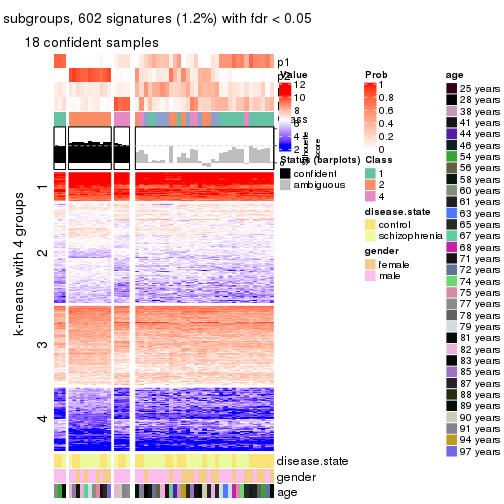 subgroups, 602 signatures (1.2%) with fdr < 0.05
18 confident samples
k-means with 4 groups
1
2
3
4
p1
p2
Value
12
10
8
6
4
2
Status (barplots)
confident
ambiguous
Prob
1
0.8
0.6
0.4
0.2
0
Class
1
2
4
disease.state
control
schizophrenia
gender
female
male
age
25 years
28 years
38 years
41 years
44 years
46 years
54 years
56 years
58 years
60 years
61 years
63 years
65 years
67 years
68 years
71 years
72 years
74 years
75 years
77 years
78 years
79 years
81 years
82 years
83 years
85 years
87 years
88 years
89 years
90 years
91 years
94 years
97 years
disease.state
gender
age